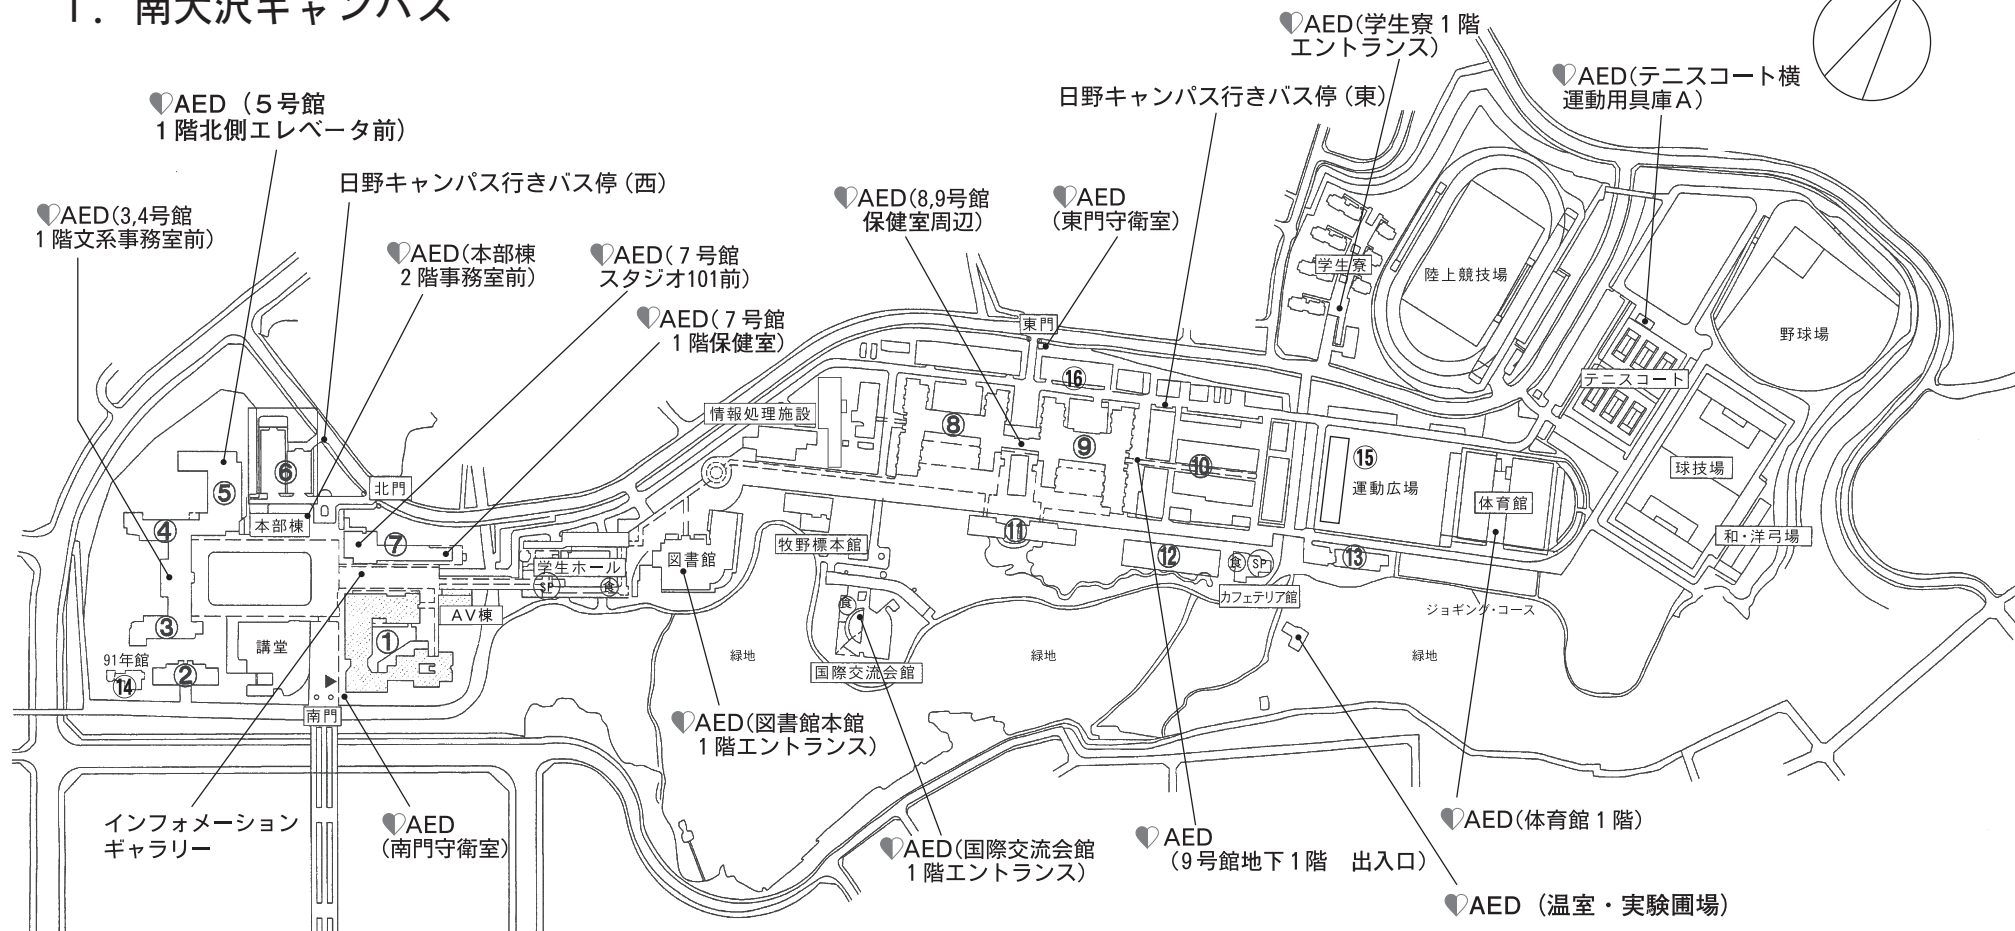 1. 南大沢キャンパス
AED(学生寮1階
エントランス)
AED(テニスコート横
運動用具庫A)
日野キャンパス行きバス停(東)
AED(5号館
1階北側エレベータ前)
日野キャンパス行きバス停(西)
AED(3,4号館
1階文系事務室前)
AED(本部棟
2階事務室前)
AED(7号館
スタジオ101前)
AED(7号館
1階保健室)
AED(8,9号館
保健室周辺)
AED
(東門守衛室)
学生寮
陸上競技場
野球場
東門
テニスコート
情報処理施設
⑯
⑧
⑨
⑩
⑮
運動広場
体育館
球技場
和・洋弓場
⑥
⑤
北門
④
本部棟
⑦
学生ホール
SP
食
図書館
牧野標本館
⑪
⑫
食
SP
カフェテリア館
⑬
ジョギング・コース
AV棟
③
講堂
①
91年館
⑭
②
南門
食
国際交流会館
緑地
緑地
緑地
AED(図書館本館
1階エントランス)
インフォメーション
ギャラリー
AED
(南門守衛室)
AED(国際交流会館
1階エントランス)
AED
(9号館地下1階 出入口)
AED(体育館1階)
AED(温室・実験圃場)